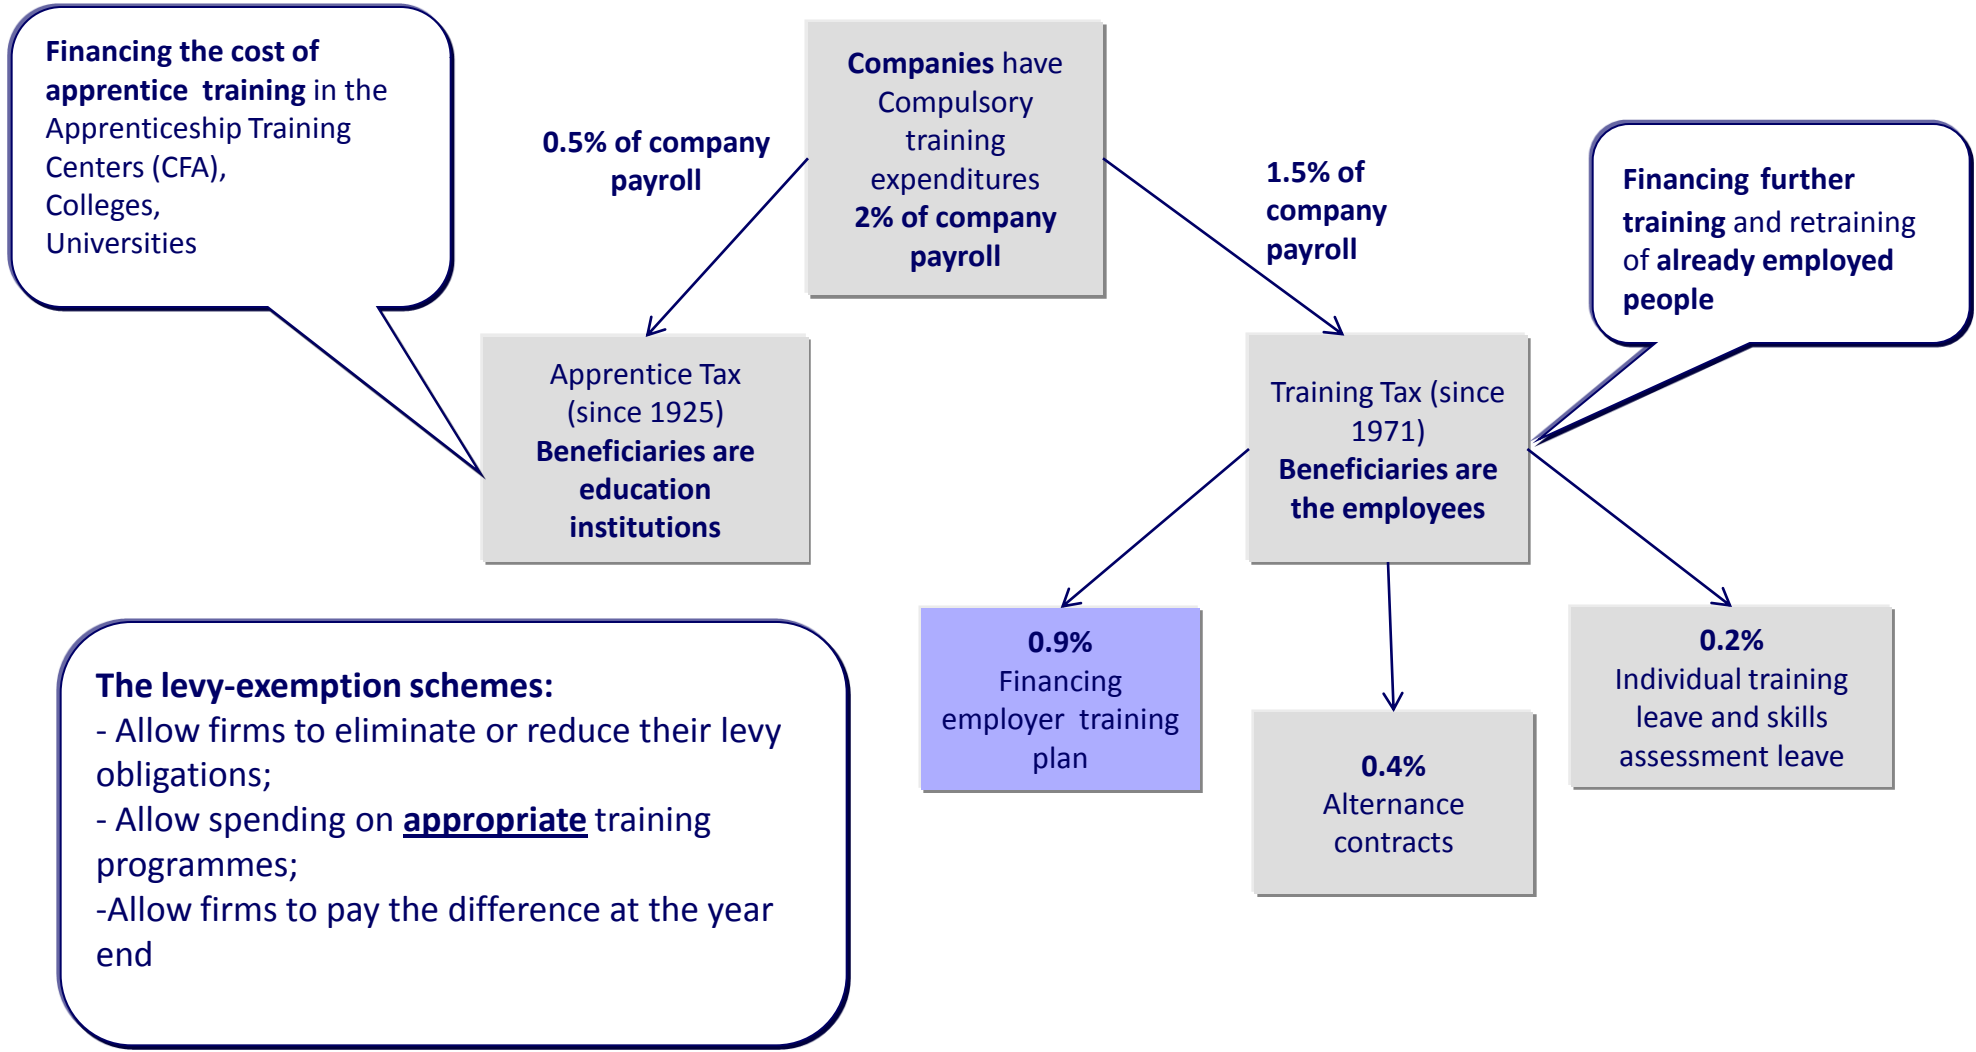 Financing the cost of
apprentice training in the
Apprenticeship Training
Centers (CFA),
Colleges,
Universities
Companies have
Compulsory
training
expenditures
2% of company
payroll
0.5% of company
payroll
1.5% of
company
payroll
Financing further
training and retraining
of already employed
people
Apprentice Tax
(since 1925)
Beneficiaries are
education
institutions
Training Tax (since
1971)
Beneficiaries are
the employees
0.9%
Financing
employer training
plan
0.4%
Alternance
contracts
0.2%
Individual training
leave and skills
assessment leave
The levy-exemption schemes:
- Allow firms to eliminate or reduce their levy
obligations;
- Allow spending on appropriate training
programmes;
-Allow firms to pay the difference at the year
end